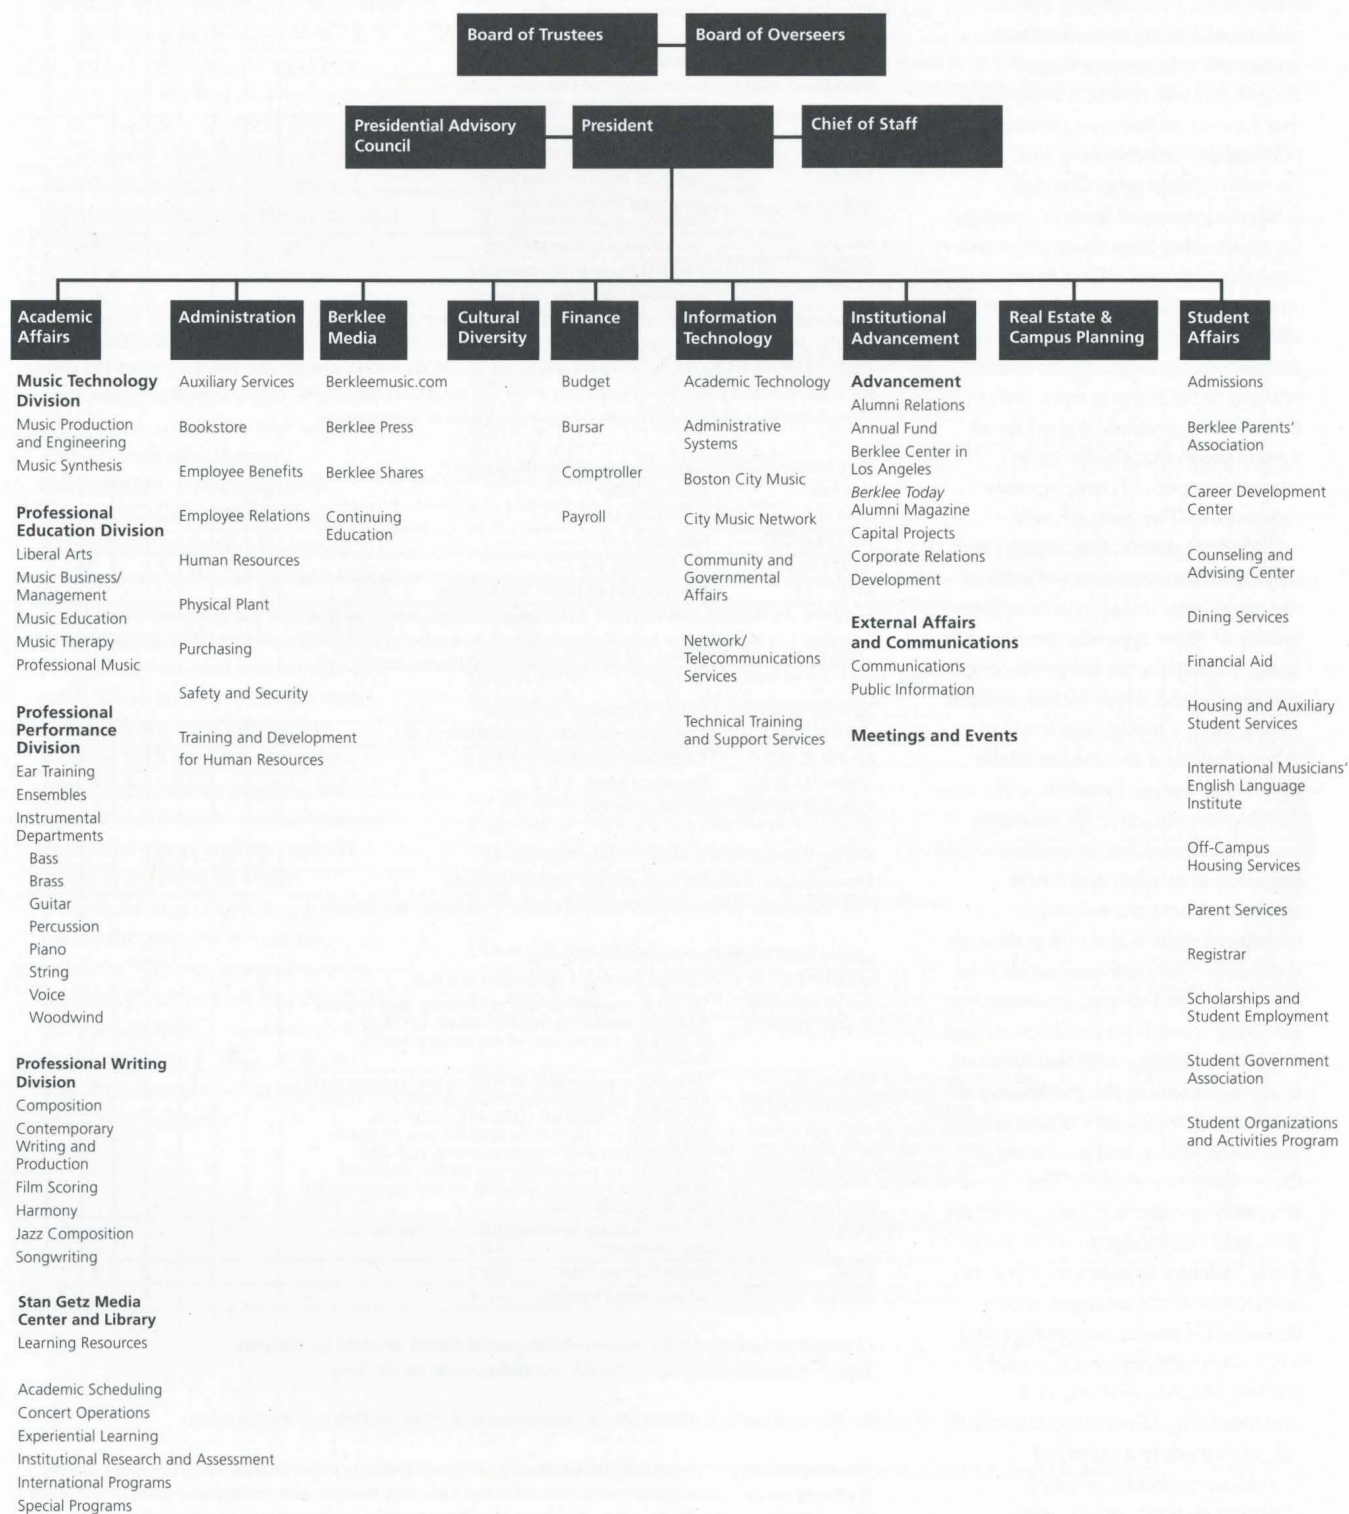 Board of Trustees
Board of Overseers
Presidential Advisory
Council
President
Chief of Staff
Academic
Affairs
Music Technology
Division
Music Production
and Engineering
Music Synthesis
Professional
Education Division
Liberal Arts
Music Business/
Management
Music Education
Music Therapy
Professional Music
Professional
Performance
Division
Ear Training
Ensembles
Instrumental
Departments
Bass
Brass
Guitar
Percussion
Piano
String
Voice
Woodwind
Professional Writing
Division
Composition
Contemporary
Writing and
Production
Film Scoring
Harmony
Jazz Composition
Songwriting
Stan Getz Media
Center and Library
Learning Resources
Academic Scheduling
Concert Operations
Experiential Learning
Institutional Research and Assessment
International Programs
Special Programs
Administration
Auxiliary Services
Bookstore
Employee Benefits
Employee Relations
Human Resources
Physical Plant
Purchasing
Safety and Security
Training and Development
for Human Resources
Berklee
Media
Berkleemusic.com
Berklee Press
Berklee Shares
Continuing
Education
Cultural
Diversity
Finance
Budget
Bursar
Comptroller
Payroll
Information
Technology
Academic Technology
Administrative
Systems
Boston City Music
City Music Network
Community and
Governmental
Affairs
Network/
Telecommunications
Services
Technical Training
and Support Services
Institutional
Advancement
Advancement
Alumni Relations
Annual Fund
Berklee Center in
Los Angeles
Berklee Today
Alumni Magazine
Capital Projects
Corporate Relations
Development
External Affairs
and Communications
Communications
Public Information
Meetings and Events
Real Estate &
Campus Planning
Student
Affairs
Admissions
Berklee Parents'
Association
Career Development
Center
Counseling and
Advising Center
Dining Services
Financial Aid
Housing and Auxiliary
Student Services
International Musicians'
English Language
Institute
Off-Campus
Housing Services
Parent Services
Registrar
Scholarships and
Student Employment
Student Government
Association
Student Organizations
and Activities Program